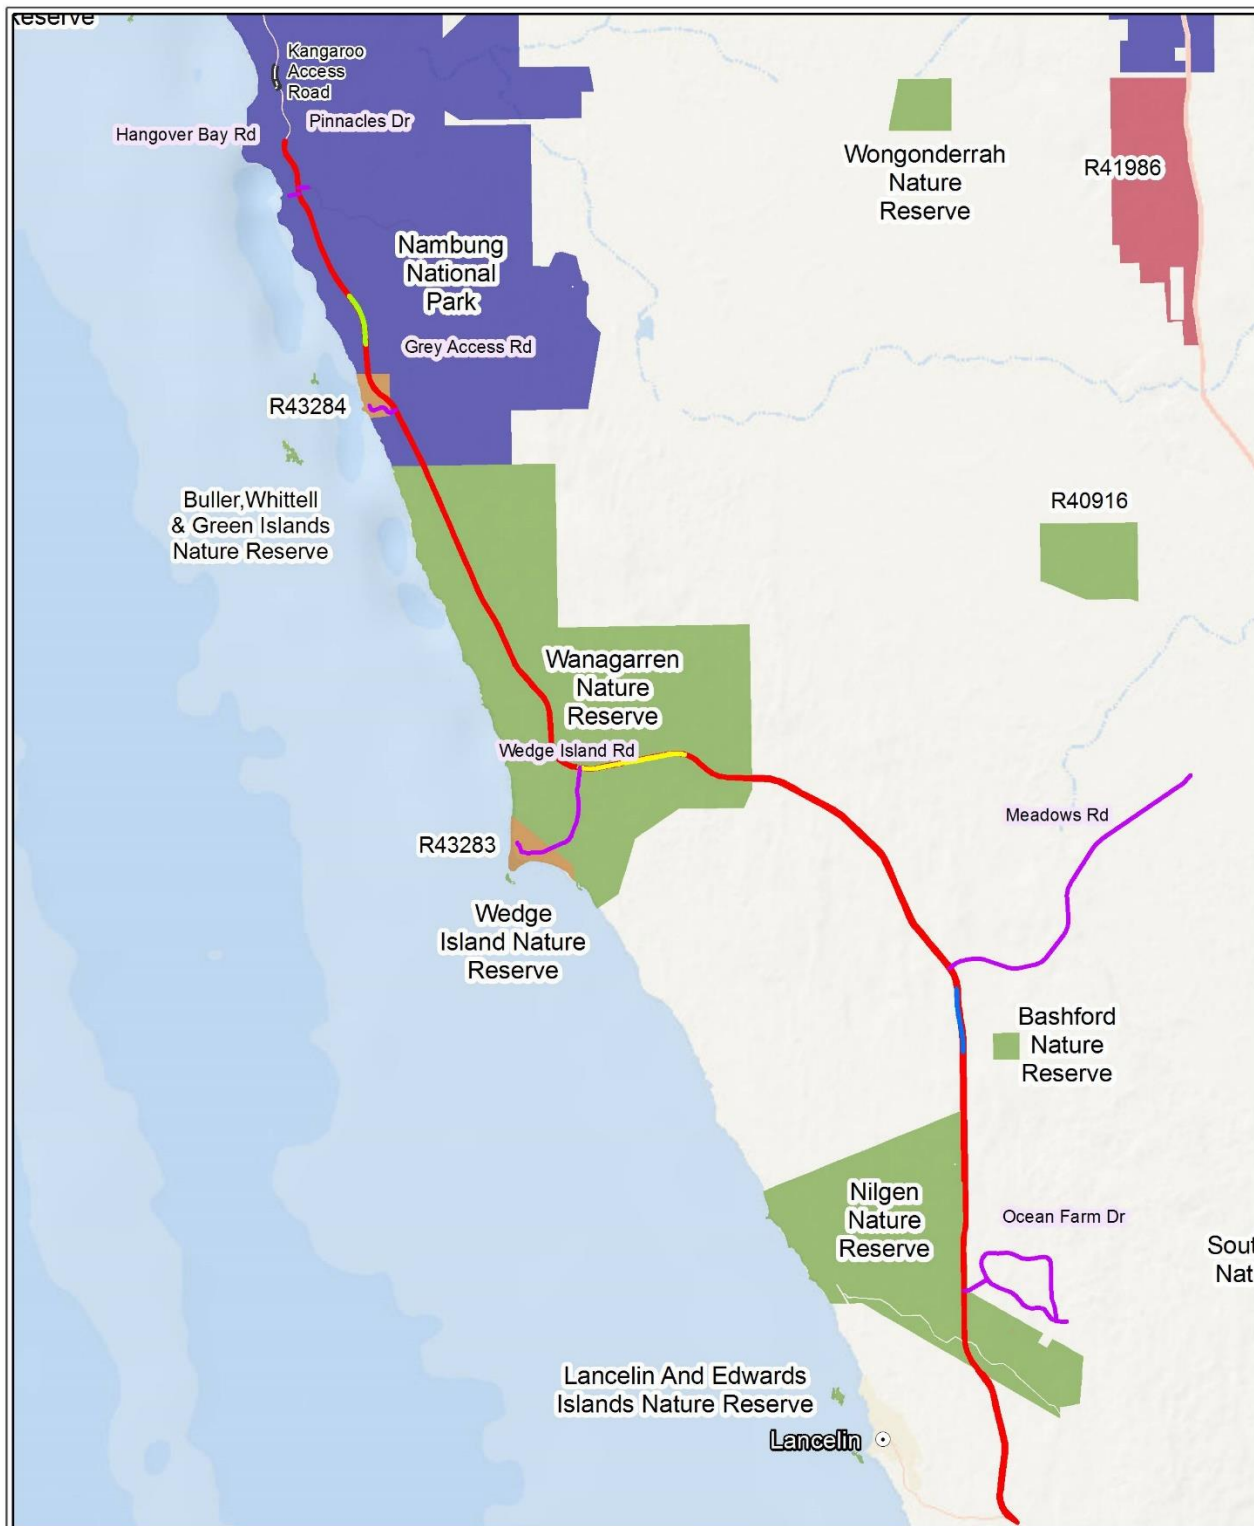 Reserve
Kangaroo
Access
Road
Hangover Bay Rd
Pinnacles Dr
Wongonderrah
Nature
Reserve
R41986
Nambung
National
Park
Grey Access Rd
R43284
Buller,Whittell
& Green Islands
Nature Reserve
R40916
Wanagarren
Nature
Reserve
Wedge Island Rd
Meadows Rd
R43283
Wedge
Island Nature
Reserve
Bashford
Nature
Reserve
Nilgen
Nature
Reserve
Ocean Farm Dr
Sout
Nat
Lancelin And Edwards
Islands Nature Reserve
Lancelin